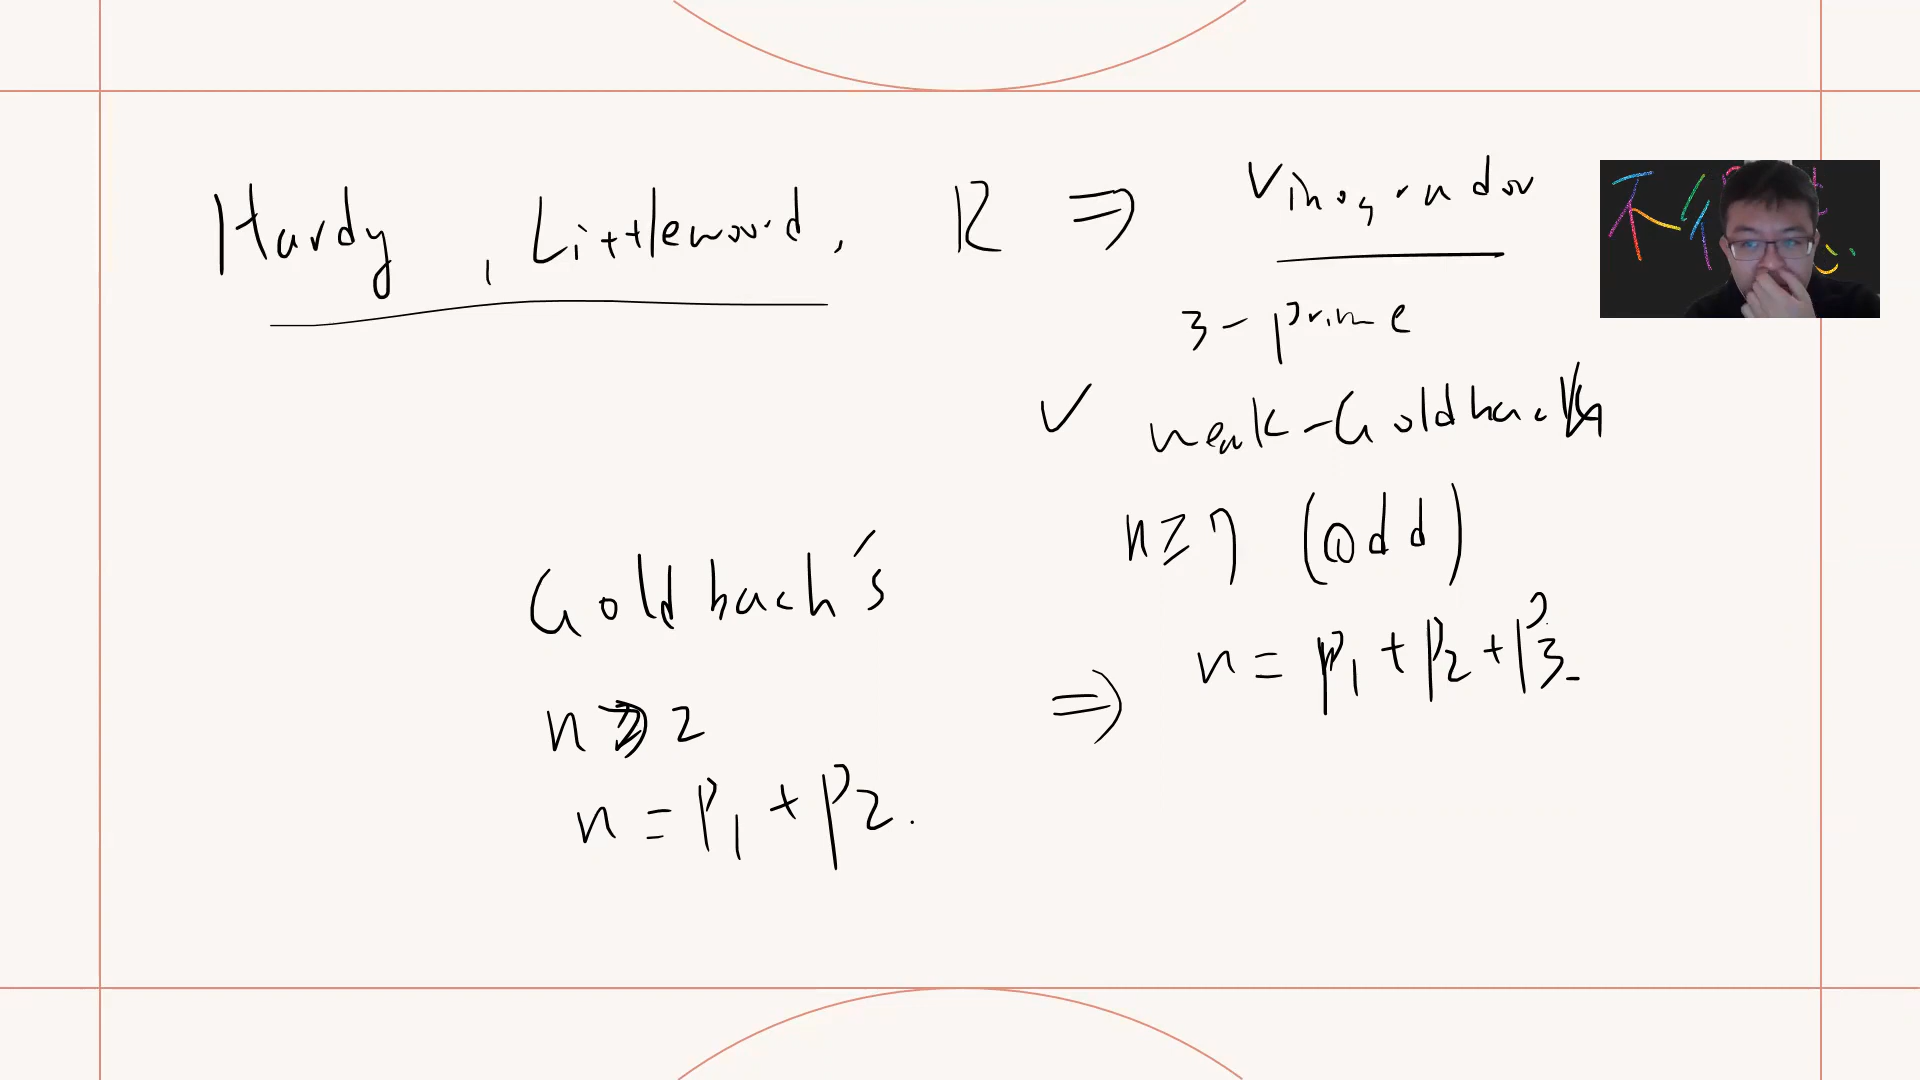 Hardy, Littlewood, R ⇒ Vinogradov
3-prime
✓ weak-Goldbach
n ≥ 7 (odd)
n = p₁ + p₂ + p₃
Goldbach's
n > 2 ⇒
n = p₁ + p₂.